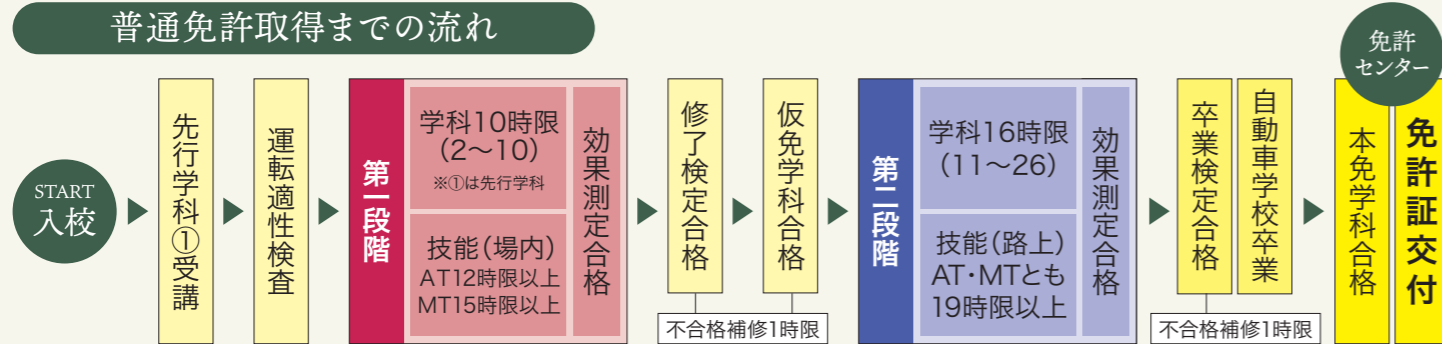 普通免許取得までの流れ
START
入校
先行学科①受講
運転適性検査
第一段階
学科10時限
(2〜10)
※①は先行学科
技能(場内)
AT12時限以上
MT15時限以上
効果測定合格
修了検定合格
仮免学科合格
不合格補修1時限
第二段階
学科16時限
(11〜26)
技能(路上)
AT・MTとも
19時限以上
効果測定合格
卒業検定合格
自動車学校卒業
不合格補修1時限
免許
センター
本免学科合格
免許証交付